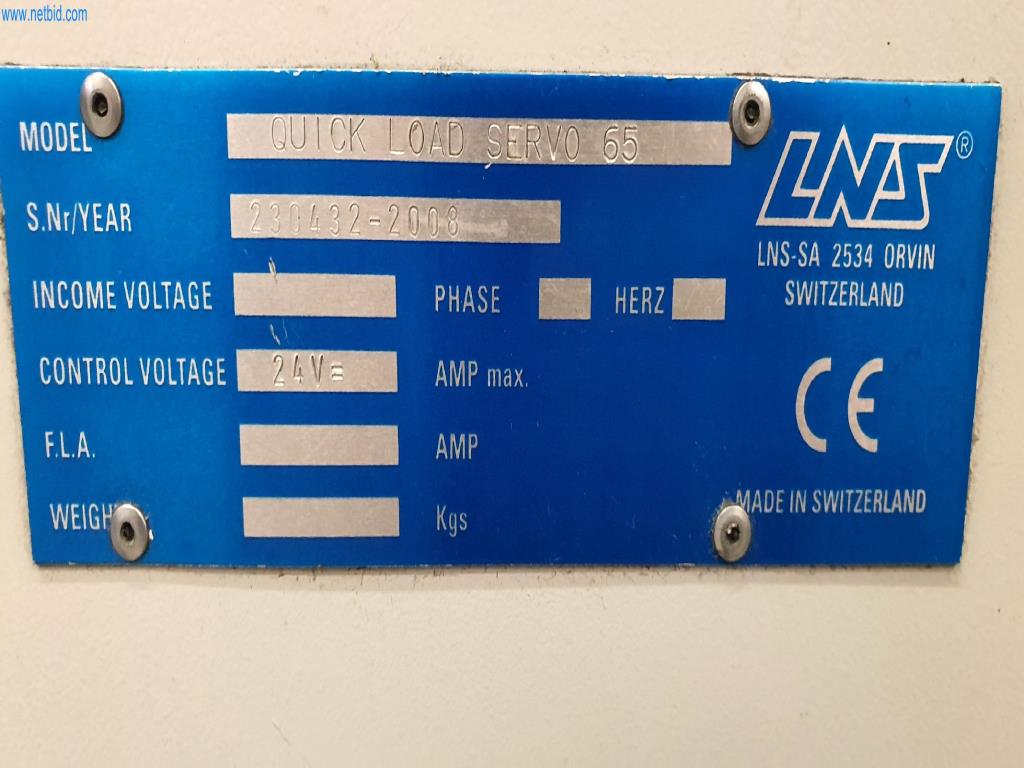 www.netbid.com
MODEL QUICK LOAD SERVO 65
S.Nr/YEAR 230432-2008
INCOME VOLTAGE PHASE HERZ
CONTROL VOLTAGE 24V= AMP max.
F.L.A. AMP
WEIGH Kgs
LNS®
LNS-SA 2534 ORVIN
SWITZERLAND
CE
MADE IN SWITZERLAND